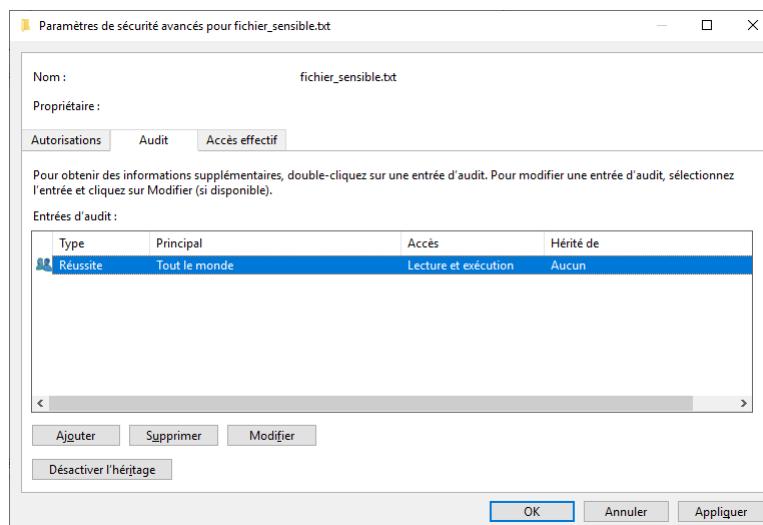 Paramètres de sécurité avancés pour fichier_sensible.txt
Nom : fichier_sensible.txt
Propriétaire :
Autorisations Audit Accès effectif
Pour obtenir des informations supplémentaires, double-cliquez sur une entrée d'audit. Pour modifier une entrée d'audit, sélectionnez
l'entrée et cliquez sur Modifier (si disponible).
Entrées d'audit :
Type Principal Accès Hérité de
Réussite Tout le monde Lecture et exécution Aucun
Ajouter Supprimer Modifier
Désactiver l'héritage
OK Annuler Appliquer